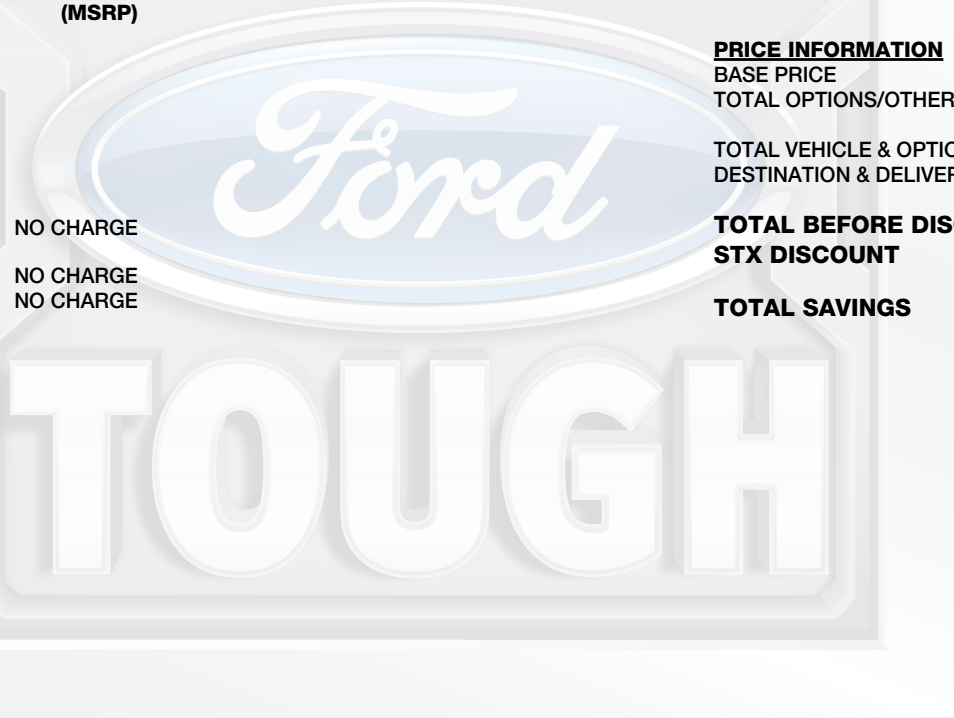 (MSRP)
NO CHARGE
NO CHARGE
NO CHARGE
Ford
TOUGH
PRICE INFORMATION
BASE PRICE
TOTAL OPTIONS/OTHER
TOTAL VEHICLE & OPTIO
DESTINATION & DELIVER
TOTAL BEFORE DIS
STX DISCOUNT
TOTAL SAVINGS